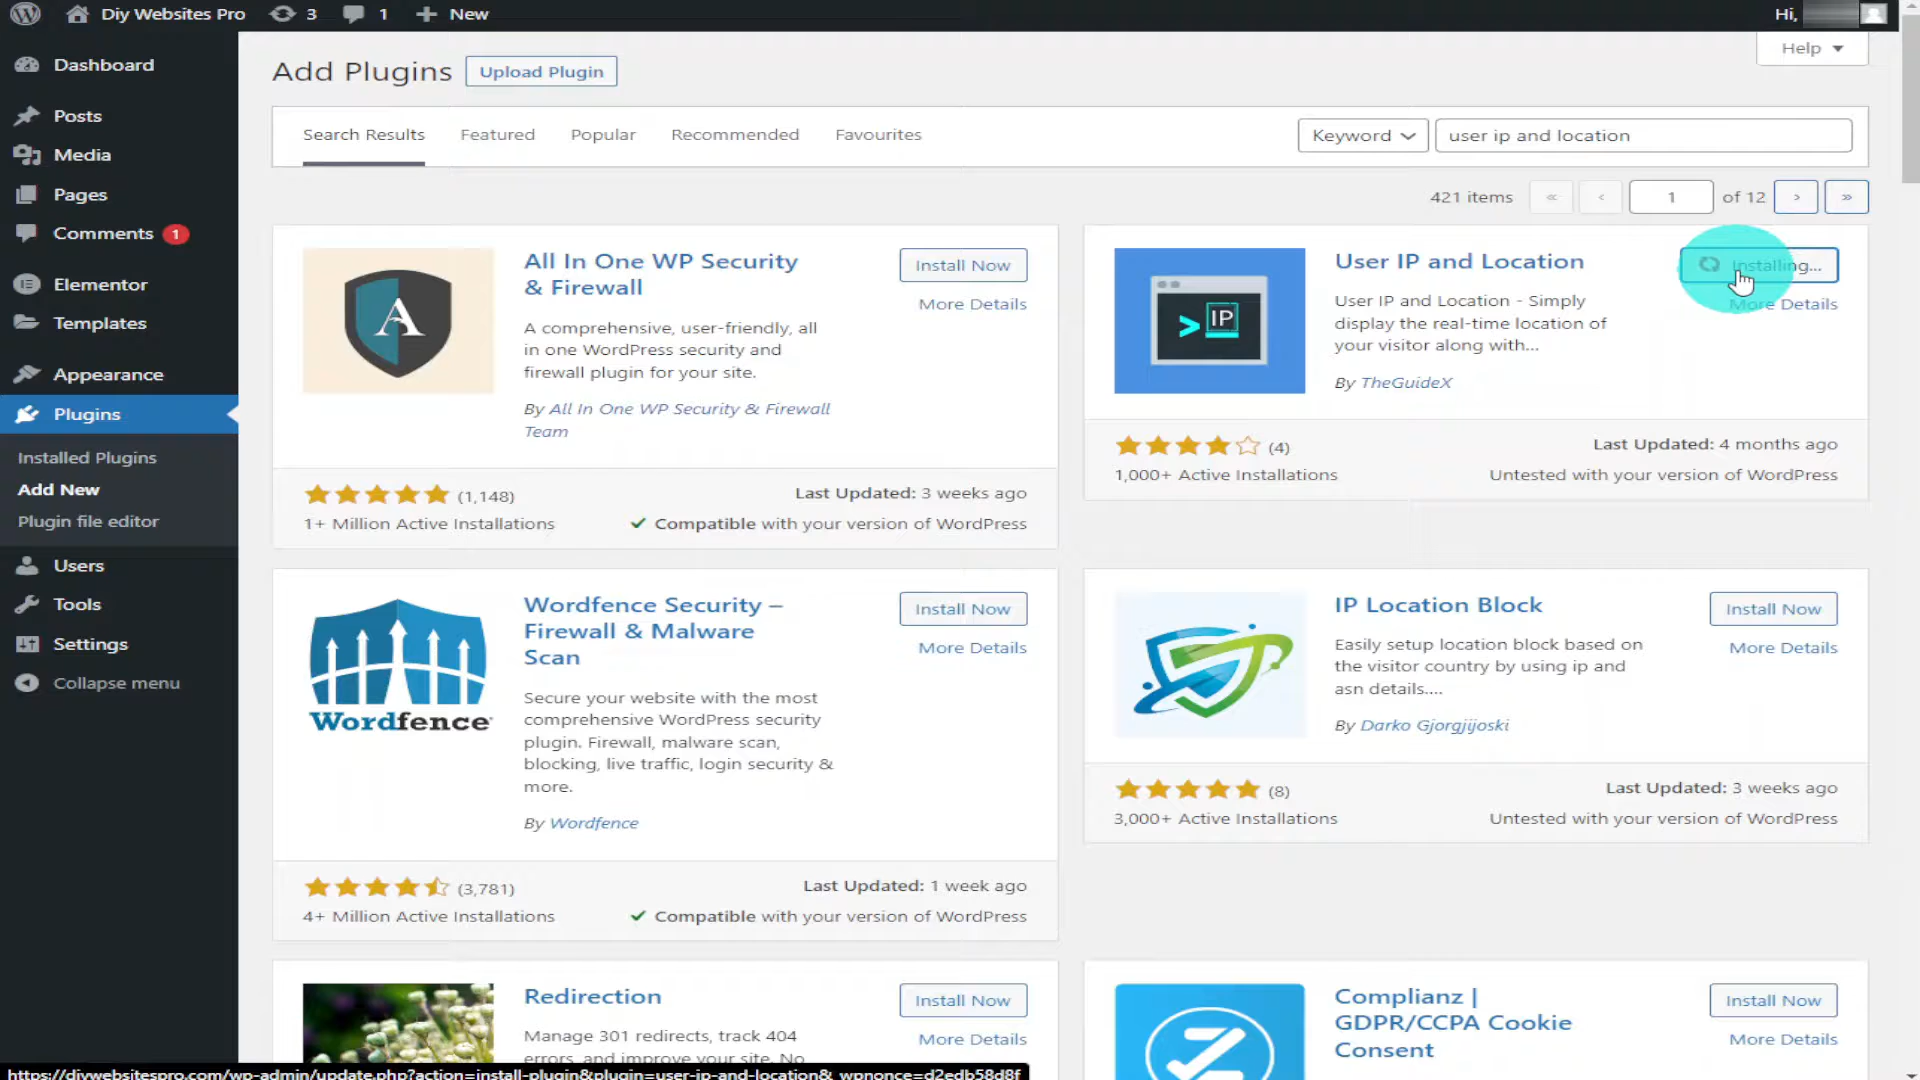 Diy Websites Pro 3 1 New Hi,
Help
Dashboard
Posts
Media
Pages
Comments 1
Elementor
Templates
Appearance
Plugins
Installed Plugins
Add New
Plugin file editor
Users
Tools
Settings
Collapse menu
Add Plugins Upload Plugin
Search Results Featured Popular Recommended Favourites Keyword user ip and location
421 items « ‹ 1 of 12 › »
All In One WP Security
& Firewall
Install Now
More Details
A comprehensive, user-friendly, all
in one WordPress security and
firewall plugin for your site.
By All In One WP Security & Firewall
Team
(1,148)
Last Updated: 3 weeks ago
1+ Million Active Installations
Compatible with your version of WordPress
>IP
User IP and Location
Installing...
More Details
User IP and Location - Simply
display the real-time location of
your visitor along with...
By TheGuideX
(4)
Last Updated: 4 months ago
1,000+ Active Installations
Untested with your version of WordPress
Wordfence
Wordfence Security –
Firewall & Malware
Scan
Install Now
More Details
Secure your website with the most
comprehensive WordPress security
plugin. Firewall, malware scan,
blocking, live traffic, login security &
more.
By Wordfence
(3,781)
Last Updated: 1 week ago
4+ Million Active Installations
Compatible with your version of WordPress
IP Location Block
Install Now
More Details
Easily setup location block based on
the visitor country by using ip and
asn details....
By Darko Gjorgjijoski
(8)
Last Updated: 3 weeks ago
3,000+ Active Installations
Untested with your version of WordPress
Redirection
Install Now
More Details
Manage 301 redirects, track 404
errors, and improve your site. No
Complianz |
GDPR/CCPA Cookie
Consent
Install Now
More Details
https://diywebsitespro.com/wp-admin/update.php?action=install-plugin&plugin=user-ip-and-location&_wpnonce=d2edb58d8f